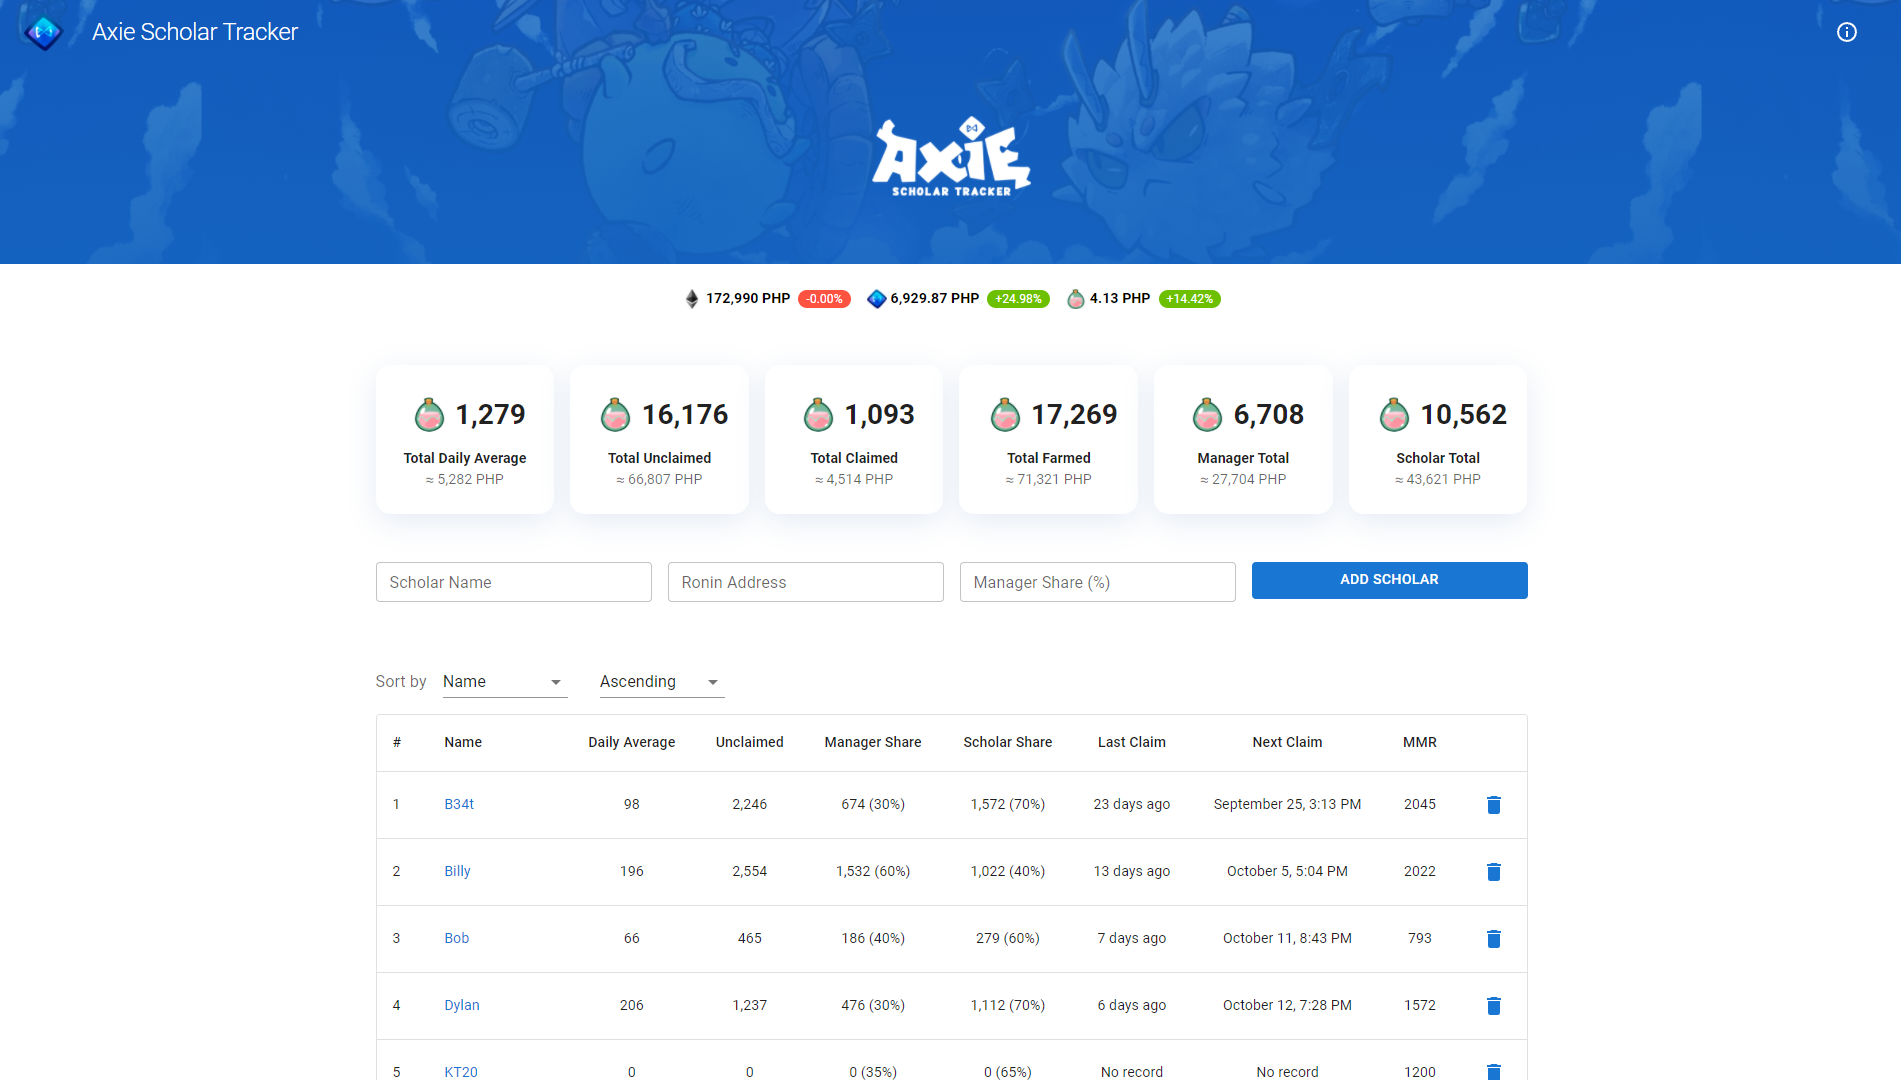 Axie Scholar Tracker
AXIE
SCHOLAR TRACKER
172,990 PHP -0.00% 6,929.87 PHP +24.98% 4.13 PHP +14.42%
1,279 16,176 1,093 17,269 6,708 10,562
Total Daily Average Total Unclaimed Total Claimed Total Farmed Manager Total Scholar Total
≈ 5,282 PHP ≈ 66,807 PHP ≈ 4,514 PHP ≈ 71,321 PHP ≈ 27,704 PHP ≈ 43,621 PHP
Scholar Name Ronin Address Manager Share (%) ADD SCHOLAR
Sort by Name Ascending
# Name Daily Average Unclaimed Manager Share Scholar Share Last Claim Next Claim MMR
1 B34t 98 2,246 674 (30%) 1,572 (70%) 23 days ago September 25, 3:13 PM 2045
2 Billy 196 2,554 1,532 (60%) 1,022 (40%) 13 days ago October 5, 5:04 PM 2022
3 Bob 66 465 186 (40%) 279 (60%) 7 days ago October 11, 8:43 PM 793
4 Dylan 206 1,237 476 (30%) 1,112 (70%) 6 days ago October 12, 7:28 PM 1572
5 KT20 0 0 0 (35%) 0 (65%) No record No record 1200